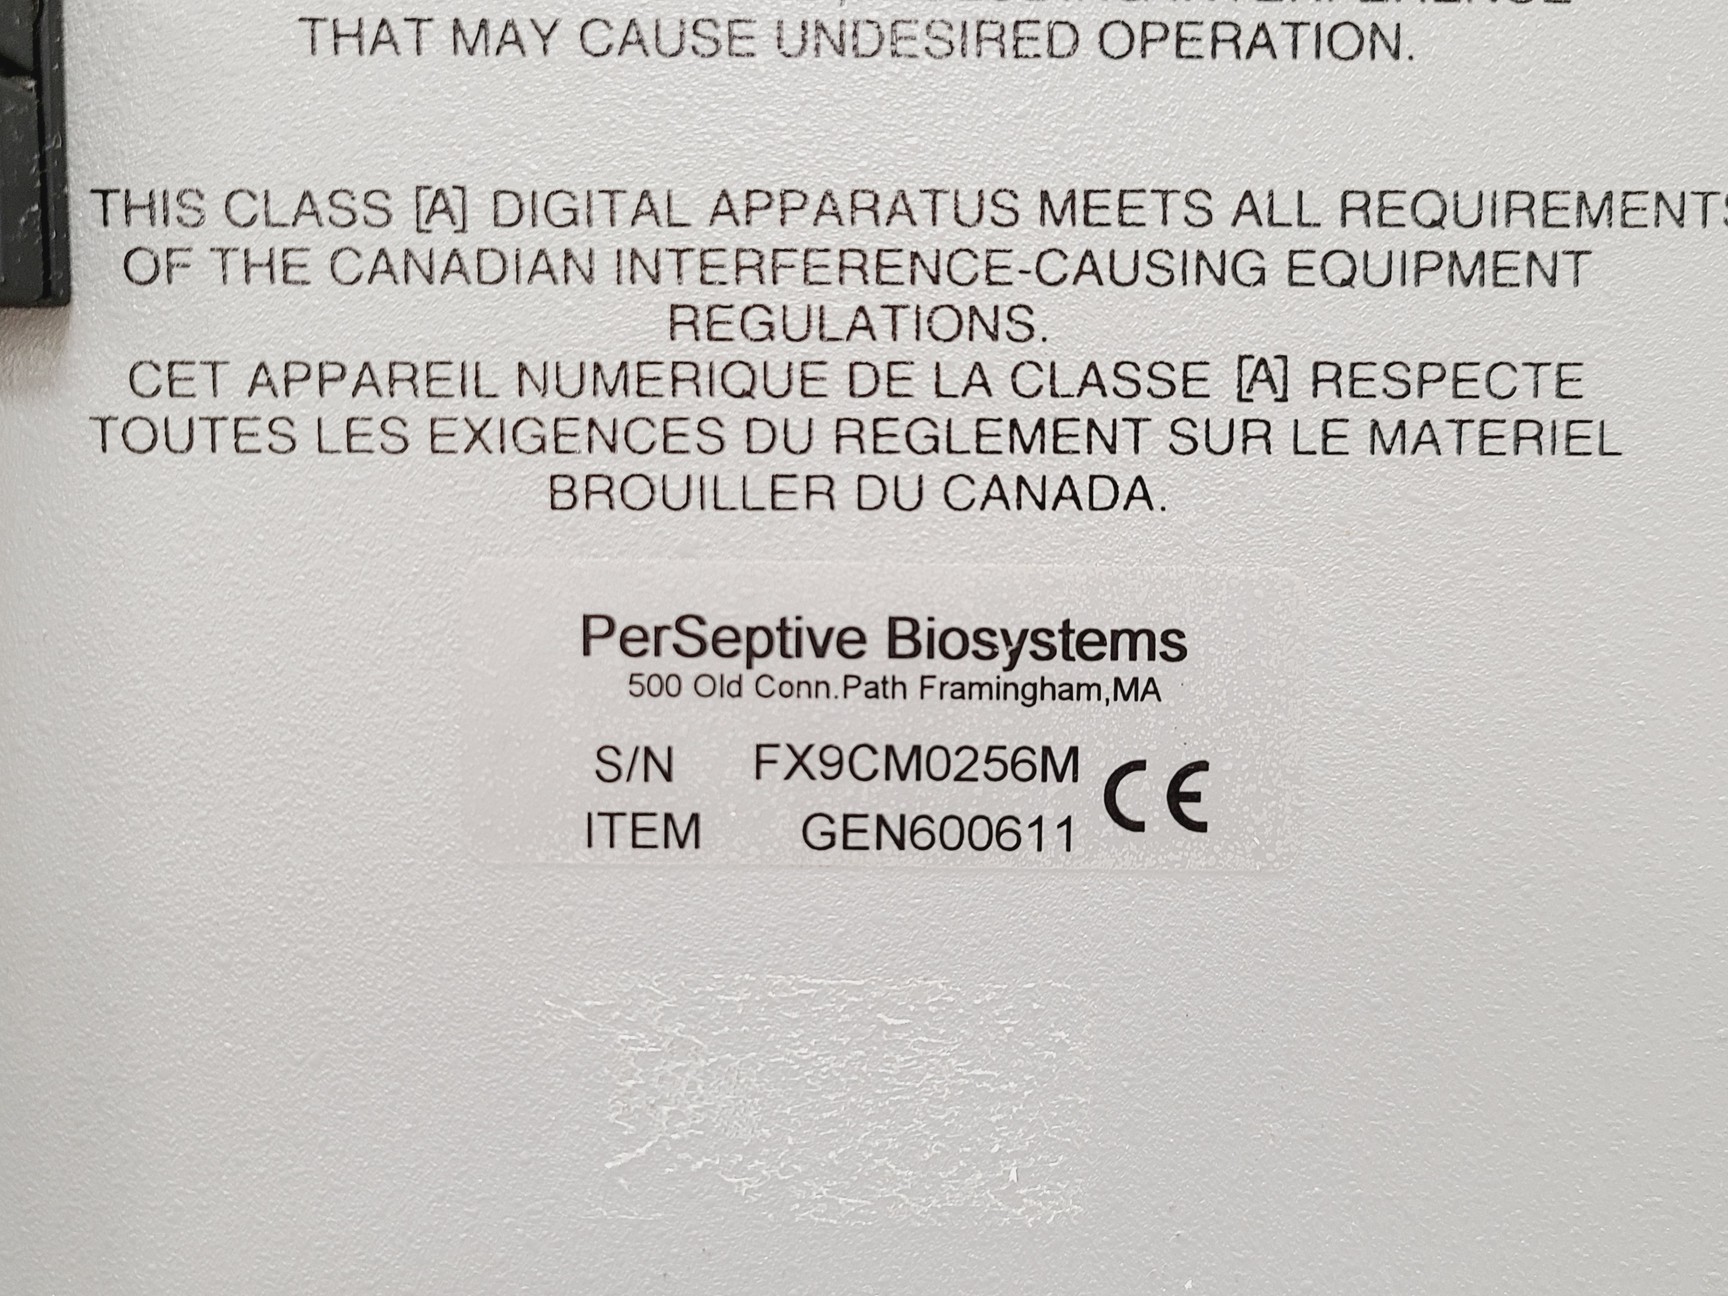 THAT MAY CAUSE UNDESIRED OPERATION.
THIS CLASS [A] DIGITAL APPARATUS MEETS ALL REQUIREMENTS
OF THE CANADIAN INTERFERENCE-CAUSING EQUIPMENT
REGULATIONS.
CET APPAREIL NUMERIQUE DE LA CLASSE [A] RESPECTE
TOUTES LES EXIGENCES DU REGLEMENT SUR LE MATERIEL
BROUILLER DU CANADA.
PerSeptive Biosystems
500 Old Conn.Path Framingham,MA
S/N FX9CM0256M CE
ITEM GEN600611